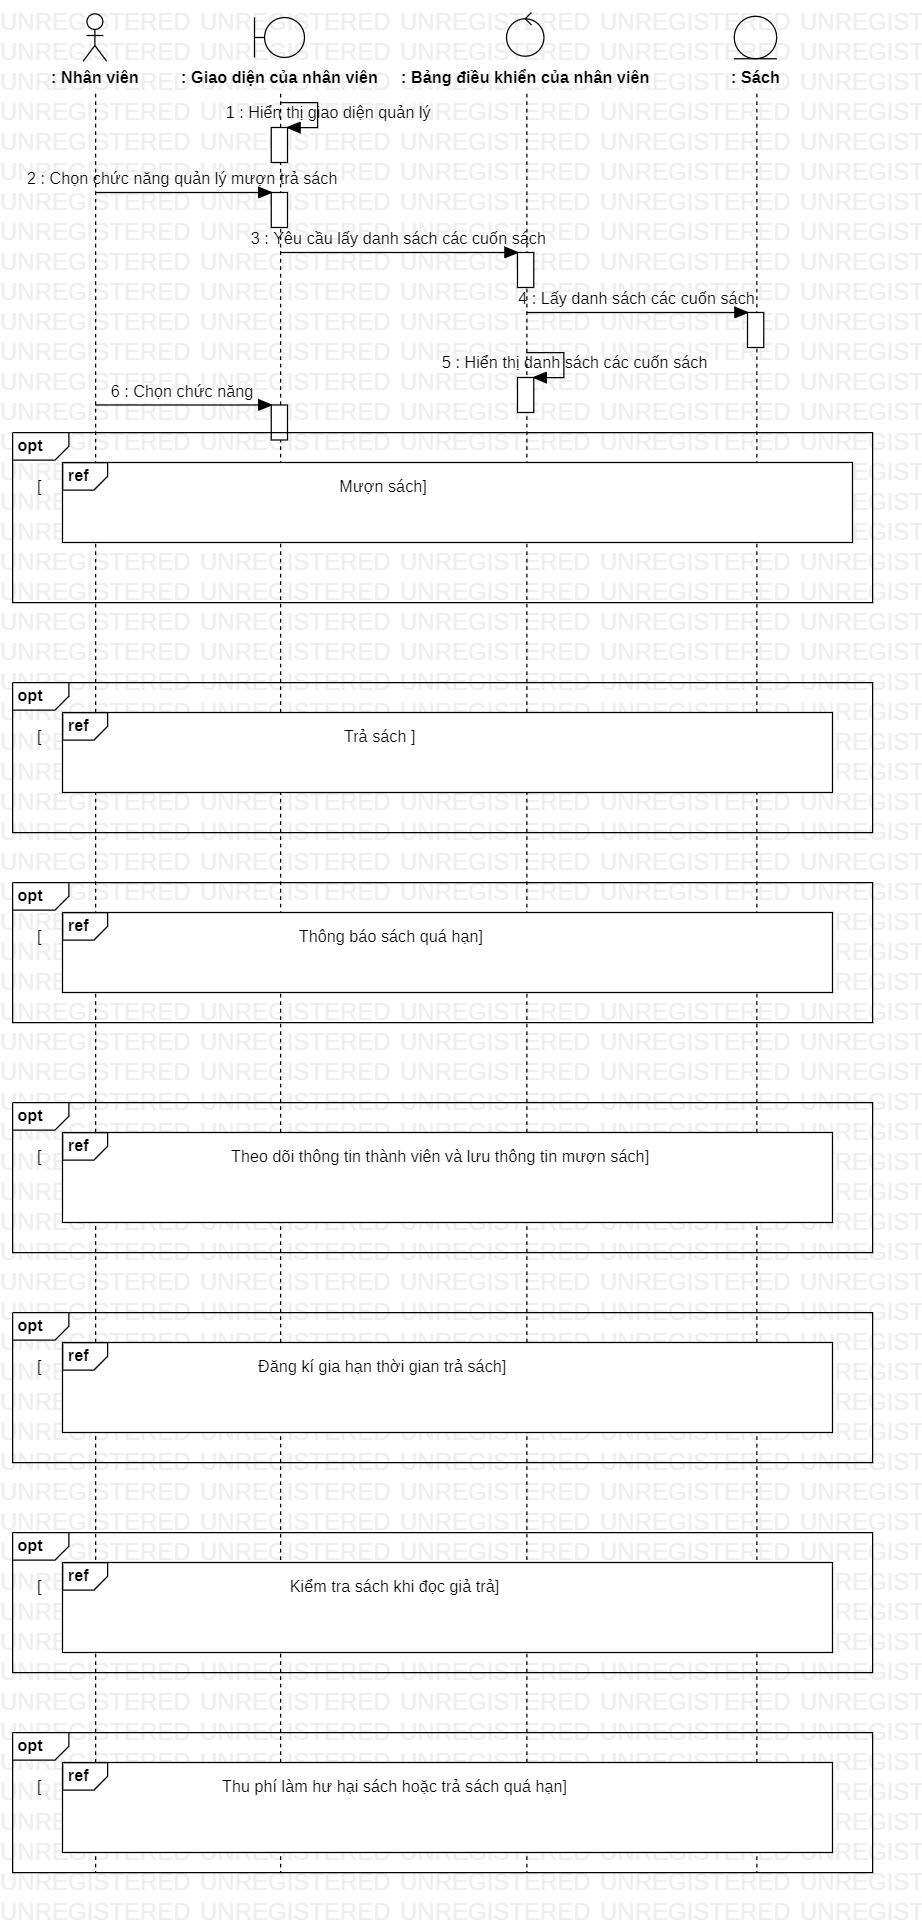 : Nhân viên
: Giao diện của nhân viên
: Bảng điều khiển của nhân viên
: Sách
1 : Hiển thị giao diện quản lý
2 : Chọn chức năng quản lý mượn trả sách
3 : Yêu cầu lấy danh sách các cuốn sách
4 : Lấy danh sách các cuốn sách
5 : Hiển thị danh sách các cuốn sách
6 : Chọn chức năng
opt
ref
[ Mượn sách]
opt
ref
[ Trả sách ]
opt
ref
[ Thông báo sách quá hạn]
opt
ref
[ Theo dõi thông tin thành viên và lưu thông tin mượn sách]
opt
ref
[ Đăng kí gia hạn thời gian trả sách]
opt
ref
[ Kiểm tra sách khi đọc giả trả]
opt
ref
[ Thu phí làm hư hại sách hoặc trả sách quá hạn]
UNREGISTERED